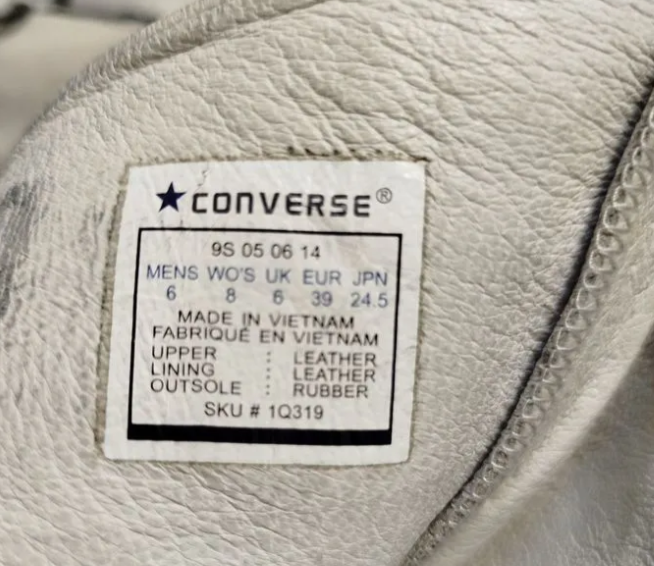 ★CONVERSE®
9S 05 06 14
MENS WO'S UK EUR JPN
6 8 6 39 24.5
MADE IN VIETNAM
FABRIQUÉ EN VIETNAM
UPPER : LEATHER
LINING : LEATHER
OUTSOLE : RUBBER
SKU # 1Q319